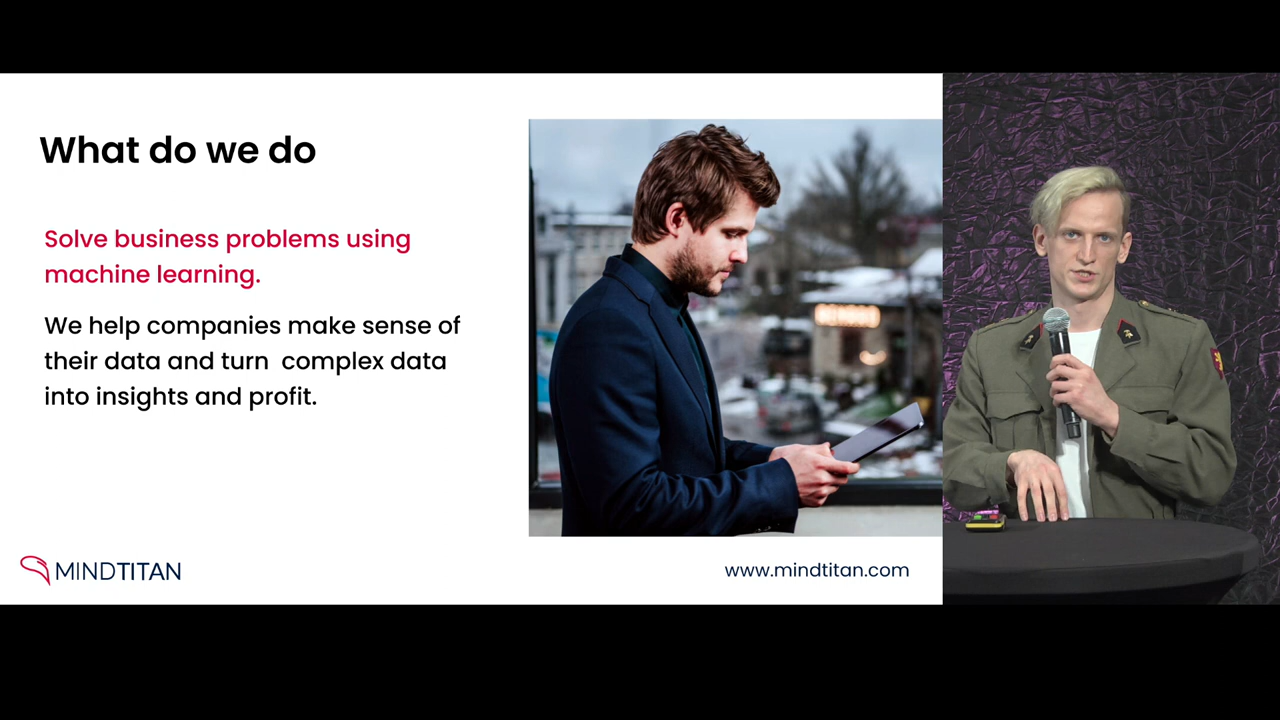 What do we do
Solve business problems using
machine learning.
We help companies make sense of
their data and turn  complex data
into insights and profit.
MINDTITAN
www.mindtitan.com